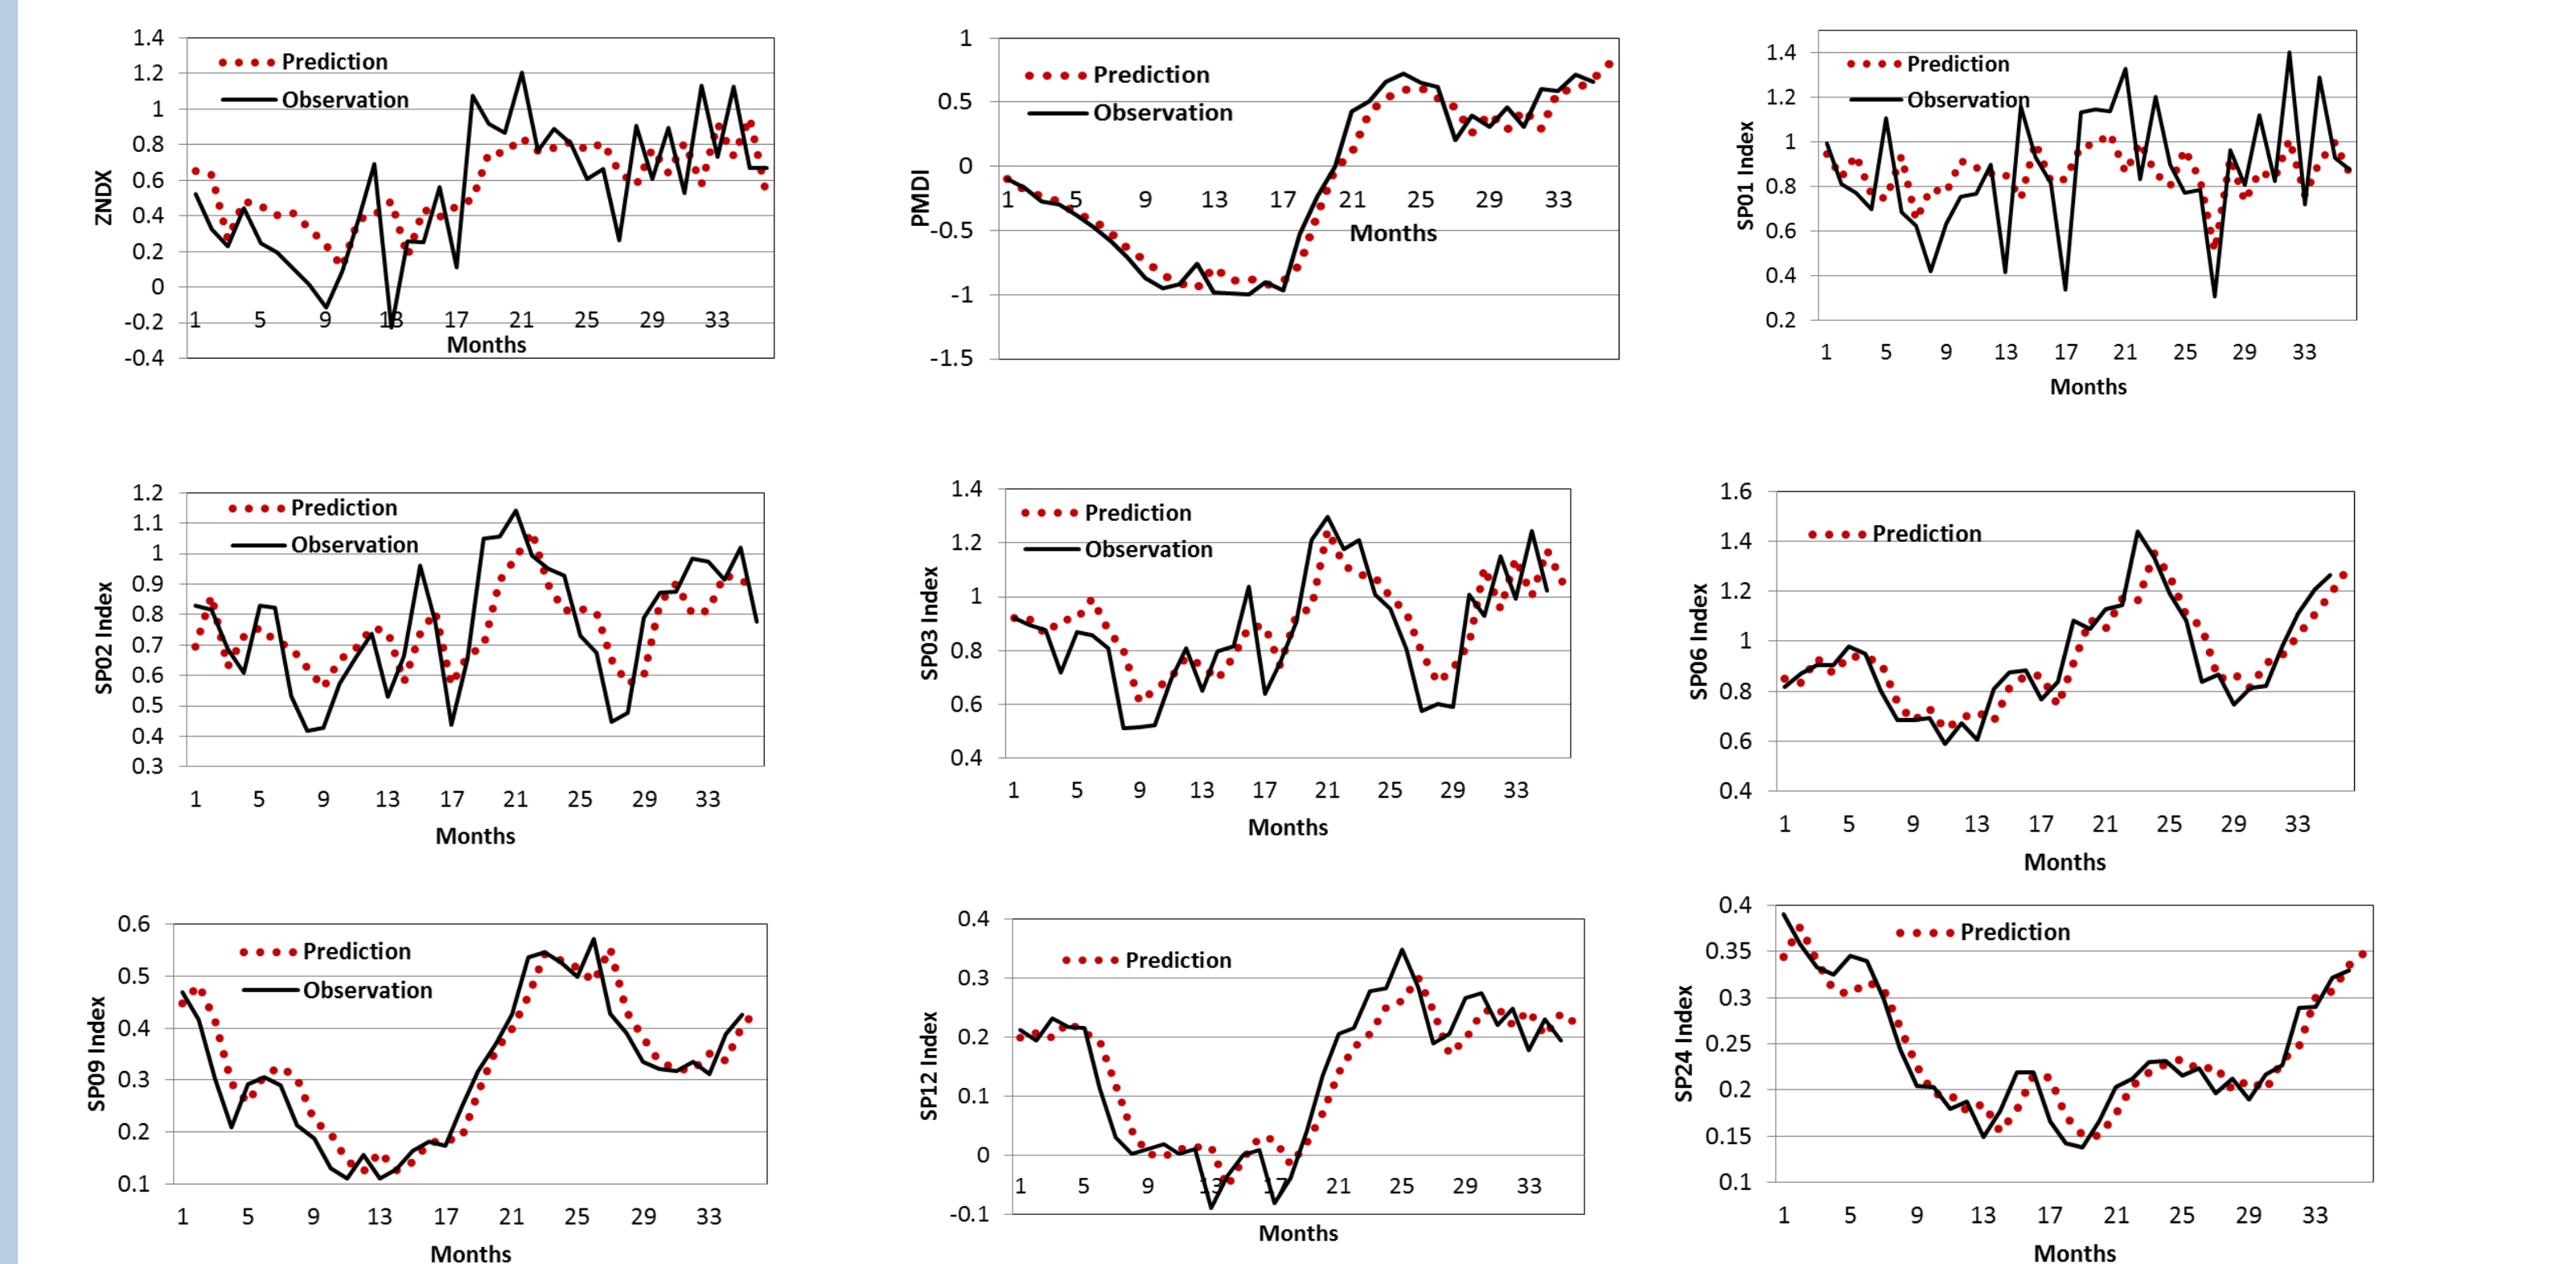 1.4
1.2
1
0.8
0.6
0.4
0.2
0
-0.2
-0.4
ZNDX
Prediction
Observation
1 5 9 13 17 21 25 29 33
Months
1
0.5
0
-0.5
-1
-1.5
PMDI
Prediction
Observation
1 5 9 13 17 21 25 29 33
Months
1.4
1.2
1
0.8
0.6
0.4
0.2
SP01 Index
Prediction
Observation
1 5 9 13 17 21 25 29 33
Months
1.2
1.1
1
0.9
0.8
0.7
0.6
0.5
0.4
0.3
SP02 Index
Prediction
Observation
1 5 9 13 17 21 25 29 33
Months
1.4
1.2
1
0.8
0.6
0.4
SP03 Index
Prediction
Observation
1 5 9 13 17 21 25 29 33
Months
1.6
1.4
1.2
1
0.8
0.6
0.4
SP06 Index
Prediction
1 5 9 13 17 21 25 29 33
Months
0.6
0.5
0.4
0.3
0.2
0.1
SP09 Index
Prediction
Observation
1 5 9 13 17 21 25 29 33
Months
0.4
0.3
0.2
0.1
0
-0.1
SP12 Index
Prediction
1 5 9 13 17 21 25 29 33
Months
0.4
0.35
0.3
0.25
0.2
0.15
0.1
SP24 Index
Prediction
1 5 9 13 17 21 25 29 33
Months